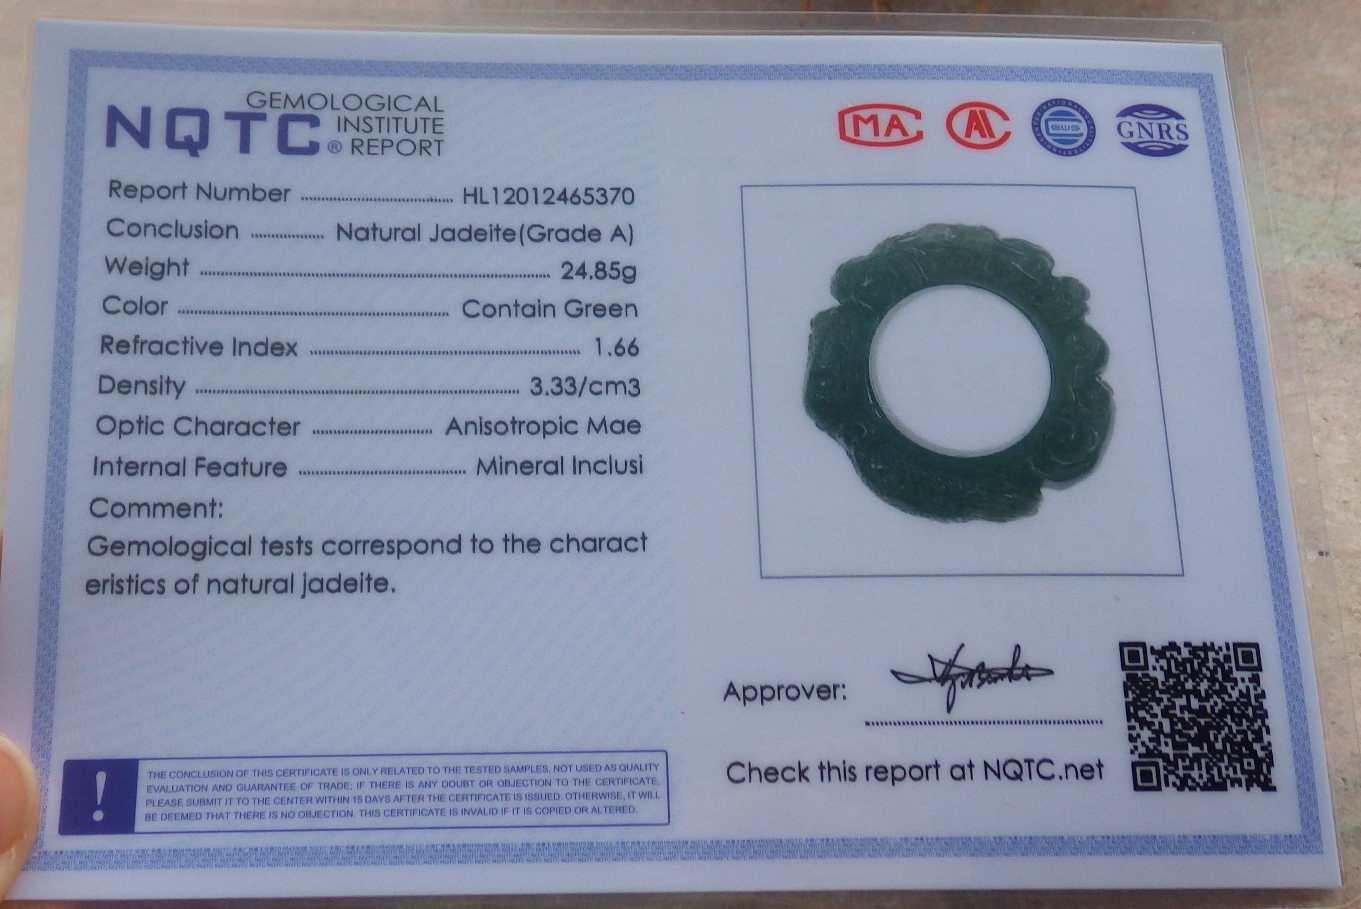 NQTC® GEMOLOGICAL INSTITUTE REPORT
Report Number HL12012465370
Conclusion Natural Jadeite(Grade A)
Weight 24.85g
Color Contain Green
Refractive Index 1.66
Density 3.33/cm3
Optic Character Anisotropic Mae
Internal Feature Mineral Inclusi
Comment:
Gemological tests correspond to the charact
eristics of natural jadeite.
!
THE CONCLUSION OF THIS CERTIFICATE IS ONLY RELATED TO THE TESTED SAMPLES, NOT USED AS QUALITY
EVALUATION AND GUARANTEE OF TRADE; IF THERE IS ANY DOUBT OR OBJECTION TO THE CERTIFICATE,
PLEASE SUBMIT IT TO THE CENTER WITHIN 15 DAYS AFTER THE CERTIFICATE IS ISSUED. OTHERWISE, IT WILL
BE DEEMED THAT THERE IS NO OBJECTION. THIS CERTIFICATE IS INVALID IF IT IS COPIED OR ALTERED.
MA
GNRS
Approver:
Check this report at NQTC.net